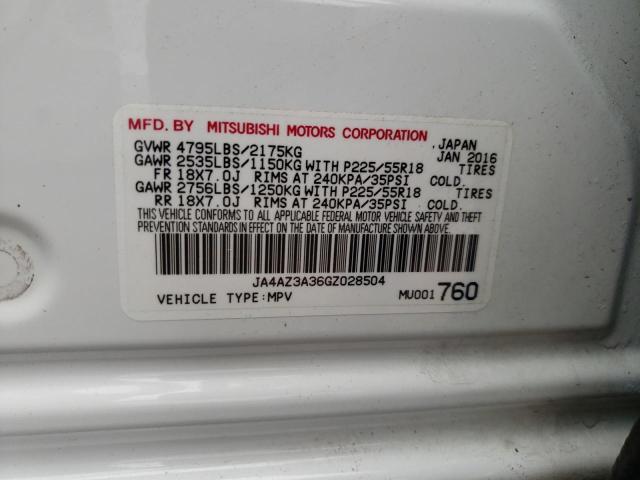 MFD. BY MITSUBISHI MOTORS CORPORATION
GVWR 4795LBS/2175KG JAPAN
GAWR 2535LBS/1150KG WITH P225/55R18 JAN 2016
FR 18X7.0J RIMS AT 240KPA/35PSI TIRES COLD.
GAWR 2756LBS/1250KG WITH P225/55R18 TIRES
RR 18X7.0J RIMS AT 240KPA/35PSI COLD.
THIS VEHICLE CONFORMS TO ALL APPLICABLE FEDERAL MOTOR VEHICLE SAFETY AND THEFT
PREVENTION STANDARDS IN EFFECT ON THE DATE OF MANUFACTURE SHOWN ABOVE.
JA4AZ3A36GZ028504
VEHICLE TYPE:MPV MU001 760